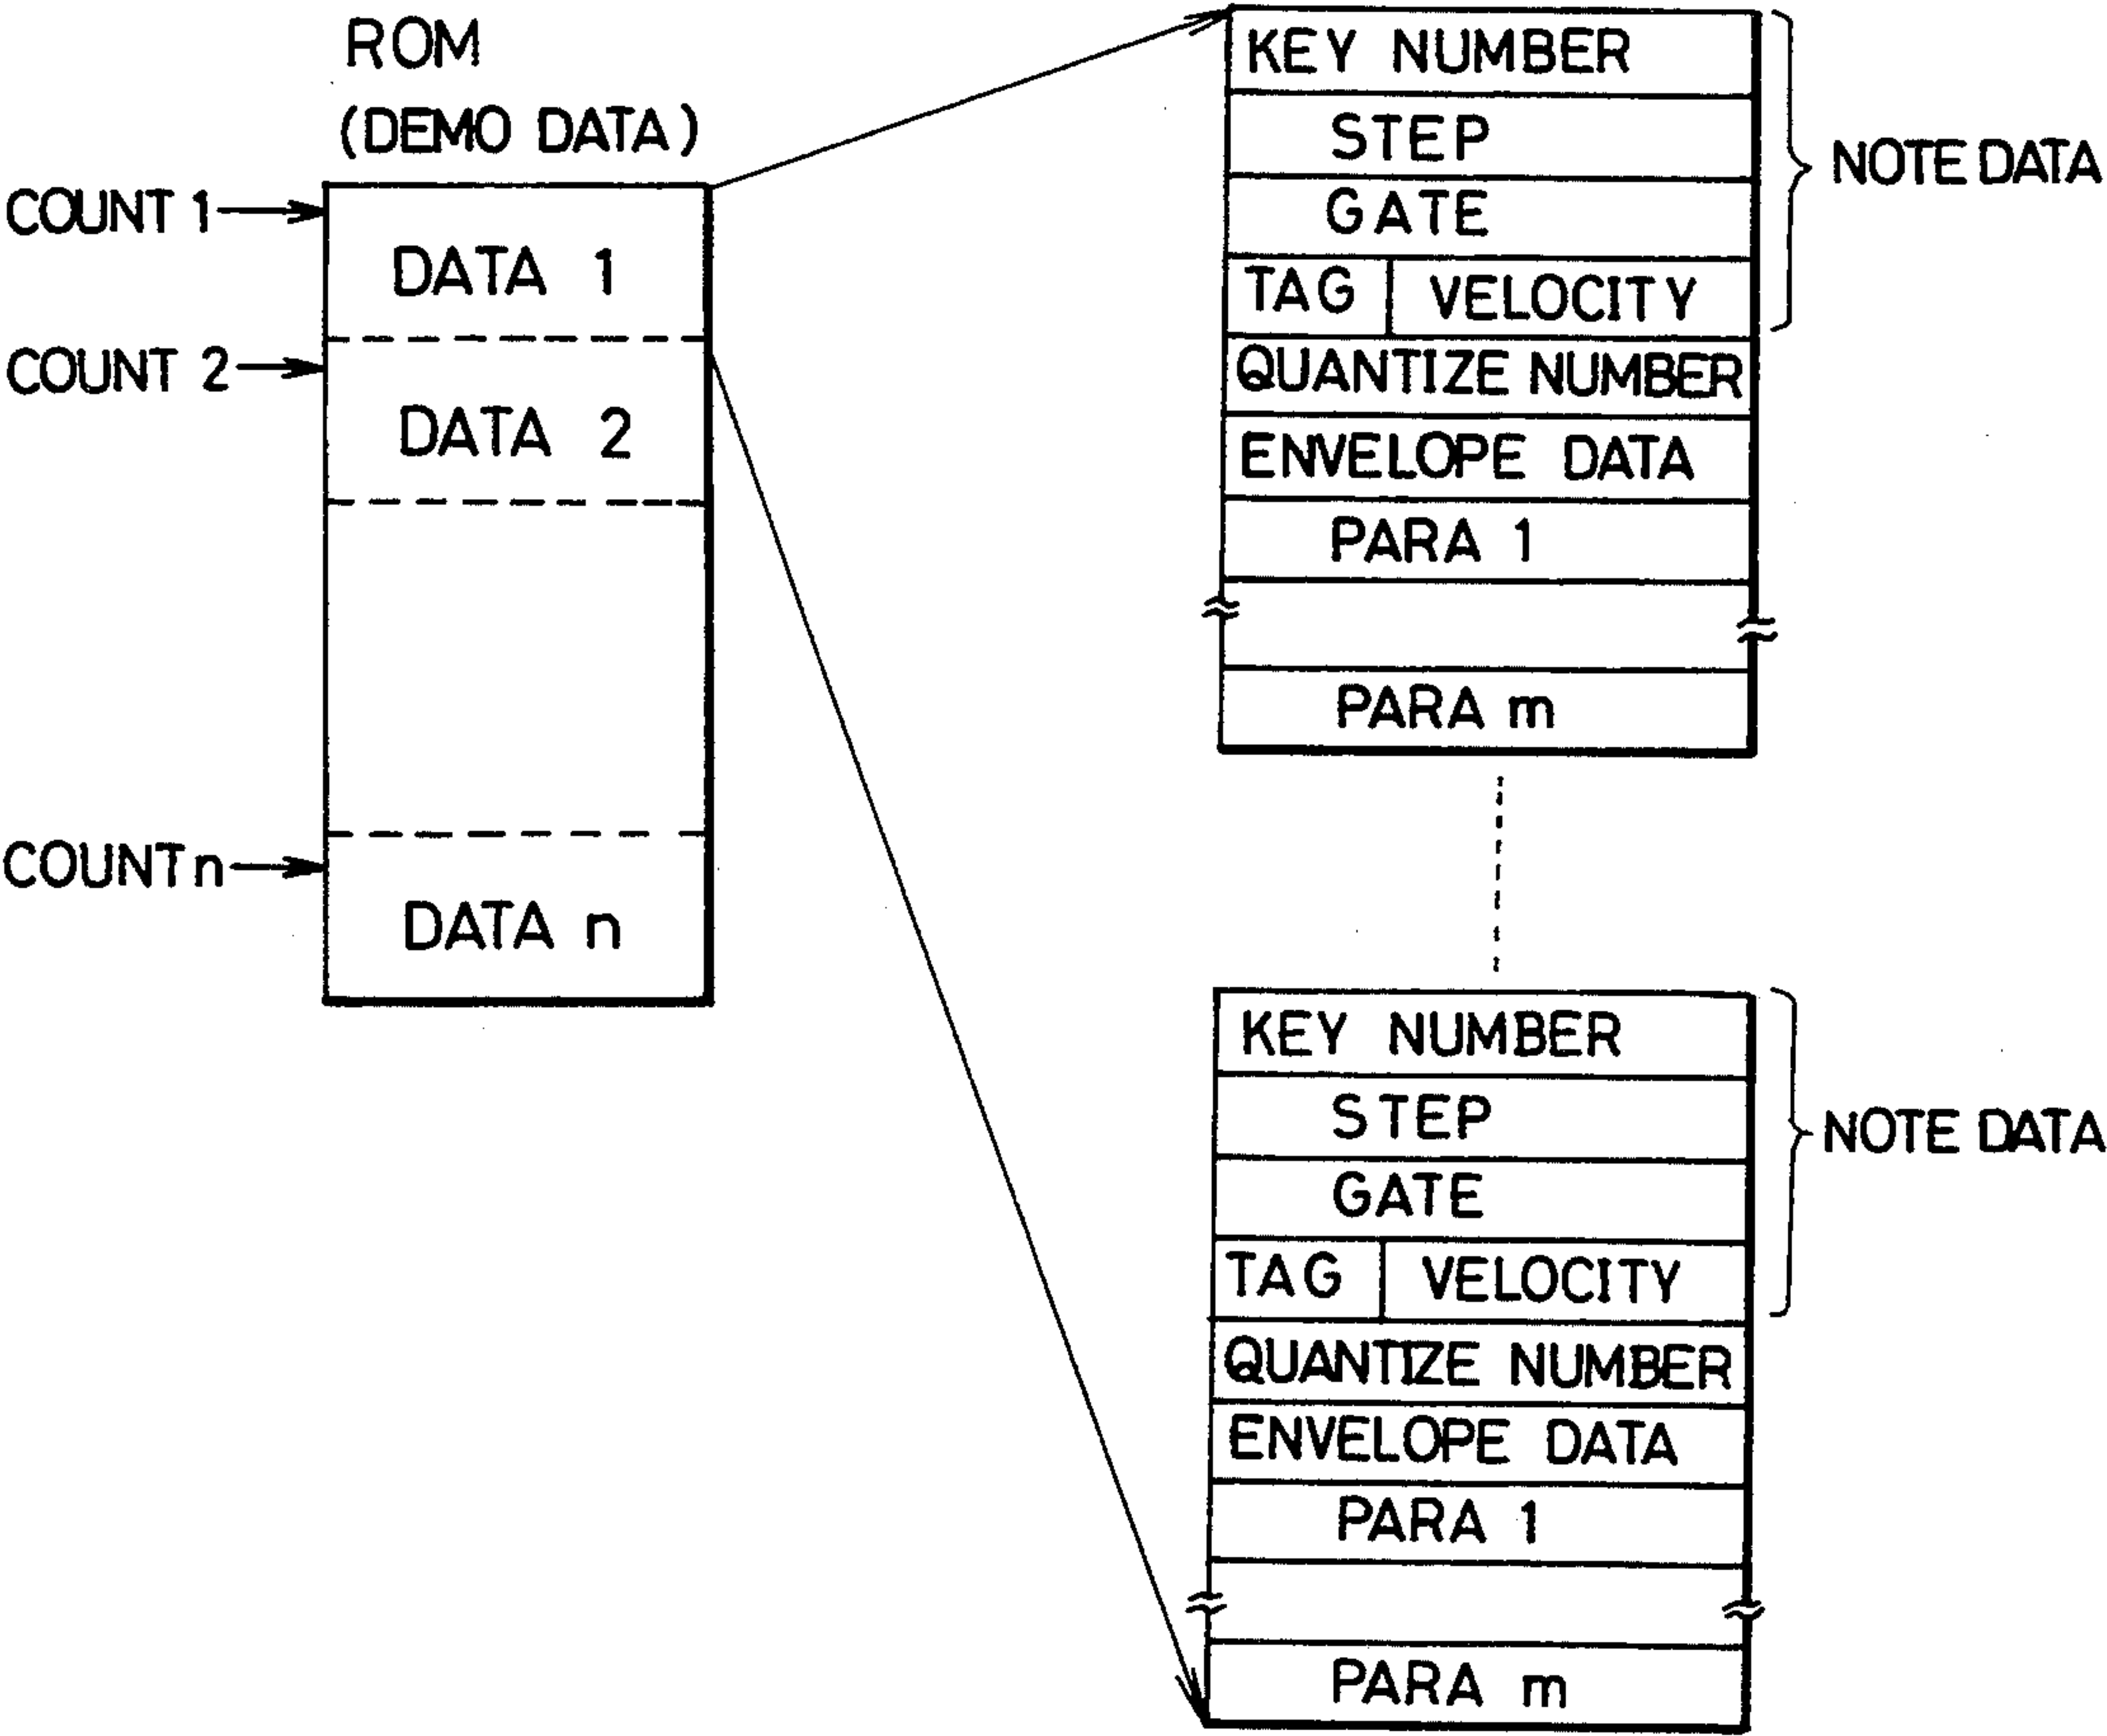 ROM
(DEMO DATA)
COUNT 1
DATA 1
COUNT 2
DATA 2
COUNT n
DATA n
KEY NUMBER
STEP
GATE
TAG VELOCITY
NOTE DATA
QUANTIZE NUMBER
ENVELOPE DATA
PARA 1
PARA m
KEY NUMBER
STEP
GATE
TAG VELOCITY
NOTE DATA
QUANTIZE NUMBER
ENVELOPE DATA
PARA 1
PARA m